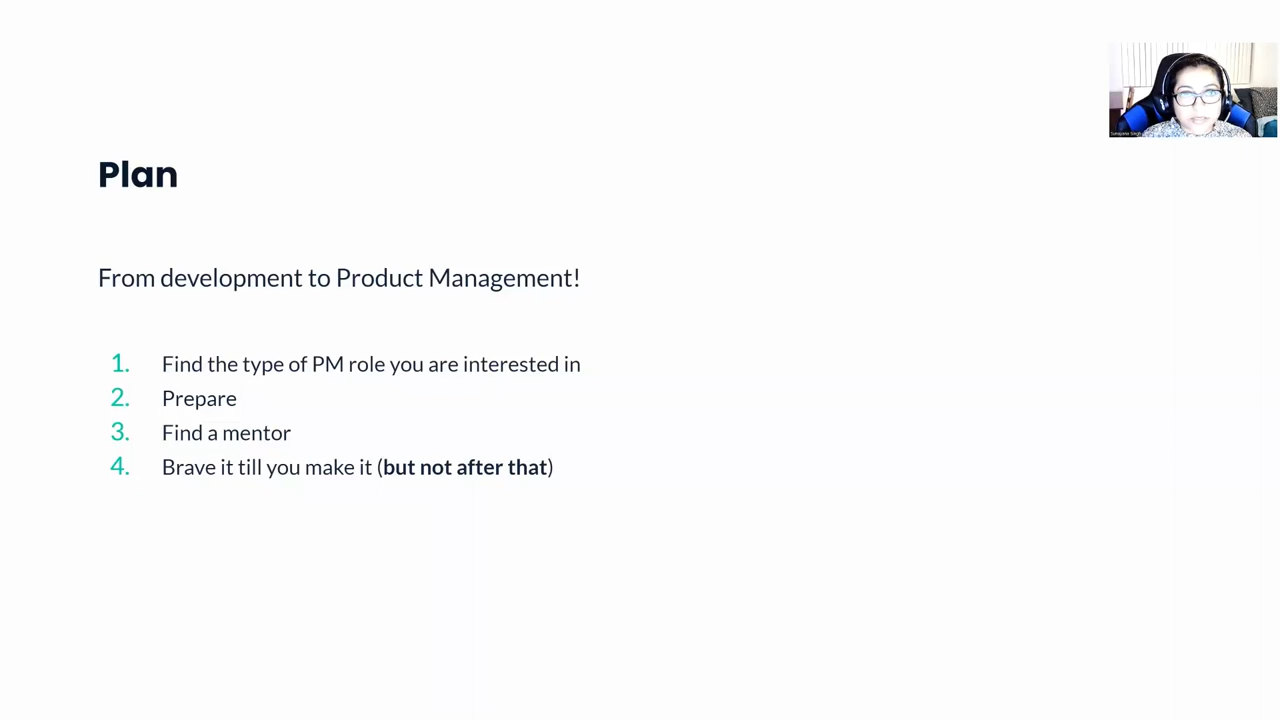 Plan
From development to Product Management!
1. Find the type of PM role you are interested in
2. Prepare
3. Find a mentor
4. Brave it till you make it (but not after that)